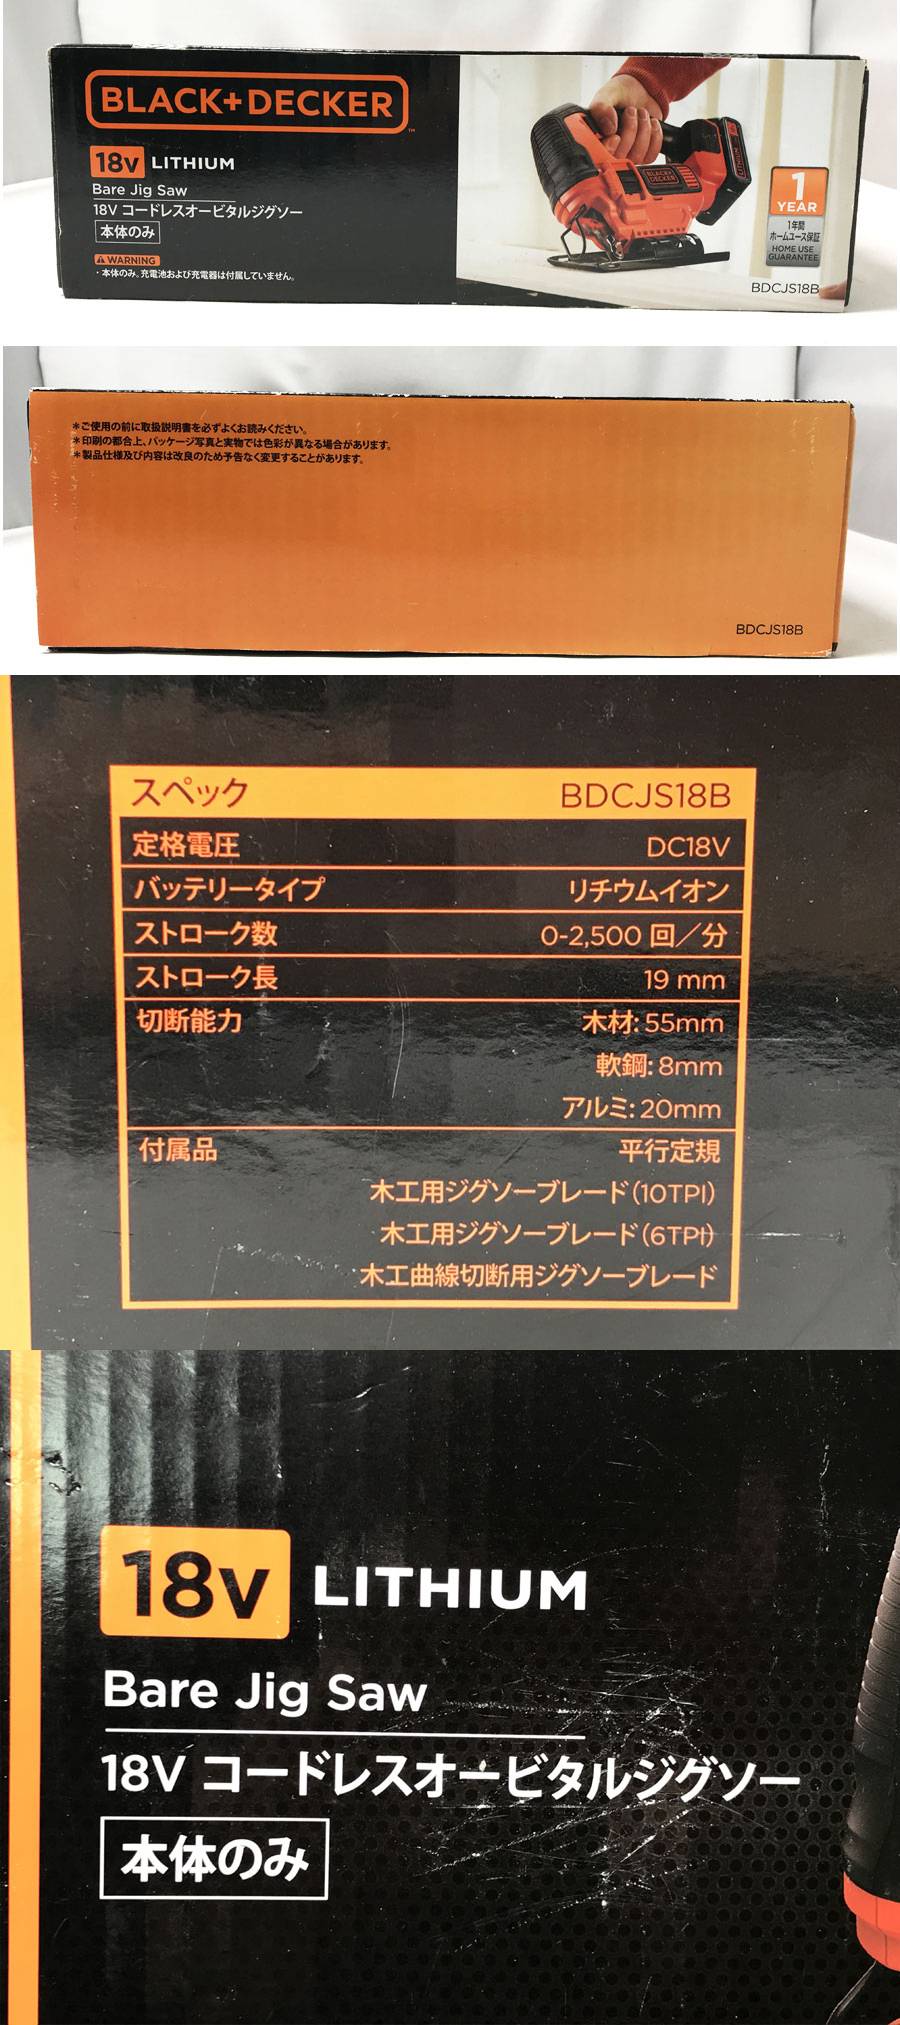 BLACK+DECKER
™
18V LITHIUM
Bare Jig Saw
18V コードレスオービタルジグソー
本体のみ
WARNING
・本体のみ、充電池および充電器は付属していません。
BLACK+
DECKER
LITHIUM
1
YEAR
1年間
ホームユース保証
HOME USE
GUARANTEE
BDCJS18B
*ご使用の前に取扱説明書を必ずよくお読みください。
*印刷の都合上、パッケージ写真と実物では色彩が異なる場合があります。
*製品仕様及び内容は改良のため予告なく変更することがあります。
BDCJS18B
スペック BDCJS18B
定格電圧 DC18V
バッテリータイプ リチウムイオン
ストローク数 0-2,500 回／分
ストローク長 19 mm
切断能力 木材: 55mm
軟鋼: 8mm
アルミ: 20mm
付属品 平行定規
木工用ジグソーブレード(10TPI)
木工用ジグソーブレード(6TPI)
木工曲線切断用ジグソーブレード
18V LITHIUM
Bare Jig Saw
18V コードレスオービタルジグソー
本体のみ